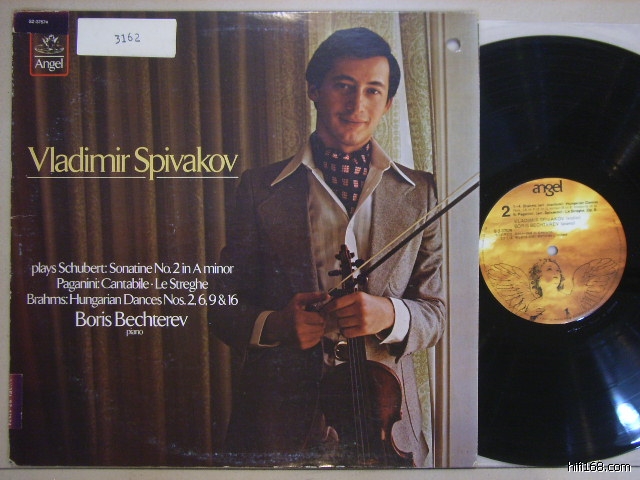 3162
Angel
Vladimir Spivakov
plays Schubert: Sonatine No. 2 in A minor
Paganini: Cantabile • Le Streghe
Brahms: Hungarian Dances Nos. 2, 6, 9 & 16
Boris Bechterev
piano
angel
2
hifi168.com